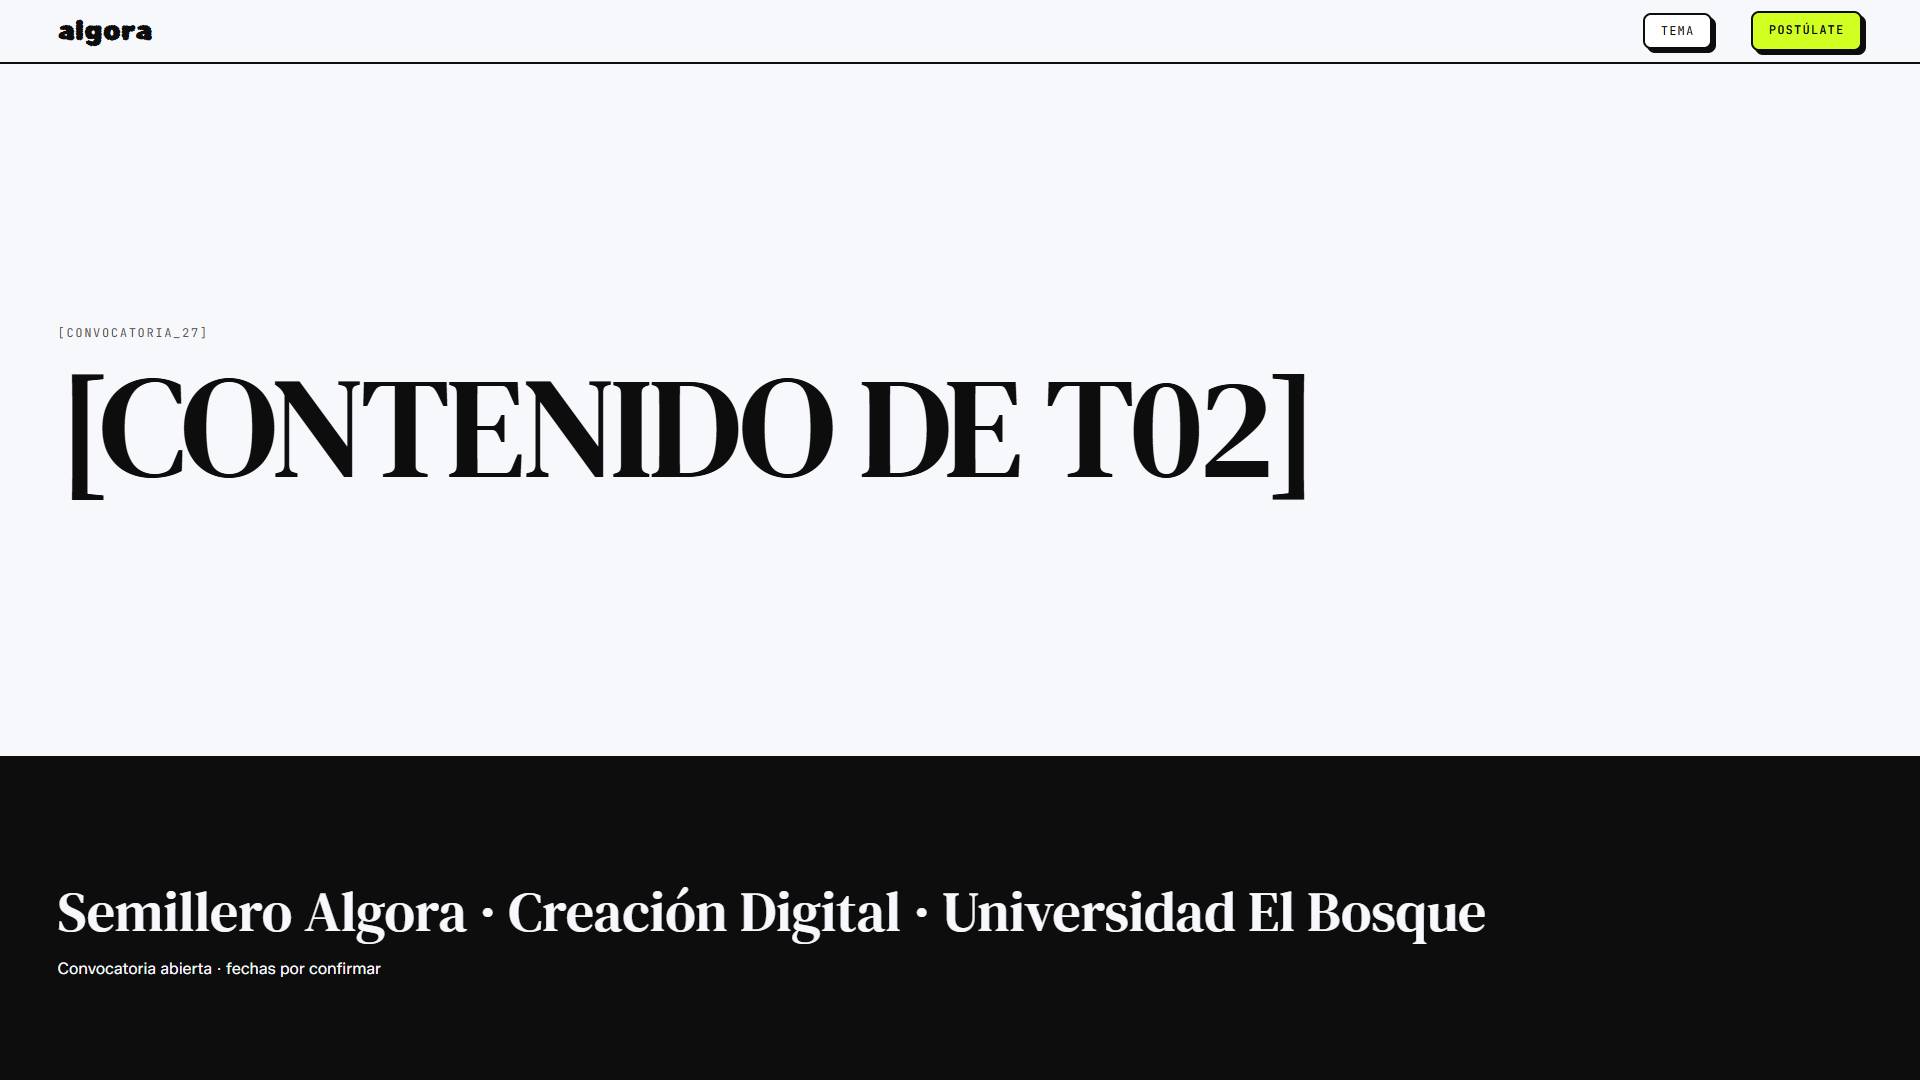 algora
TEMA
POSTÚLATE
[CONVOCATORIA_27]
[CONTENIDO DE T02]
Semillero Algora · Creación Digital · Universidad El Bosque
Convocatoria abierta · fechas por confirmar